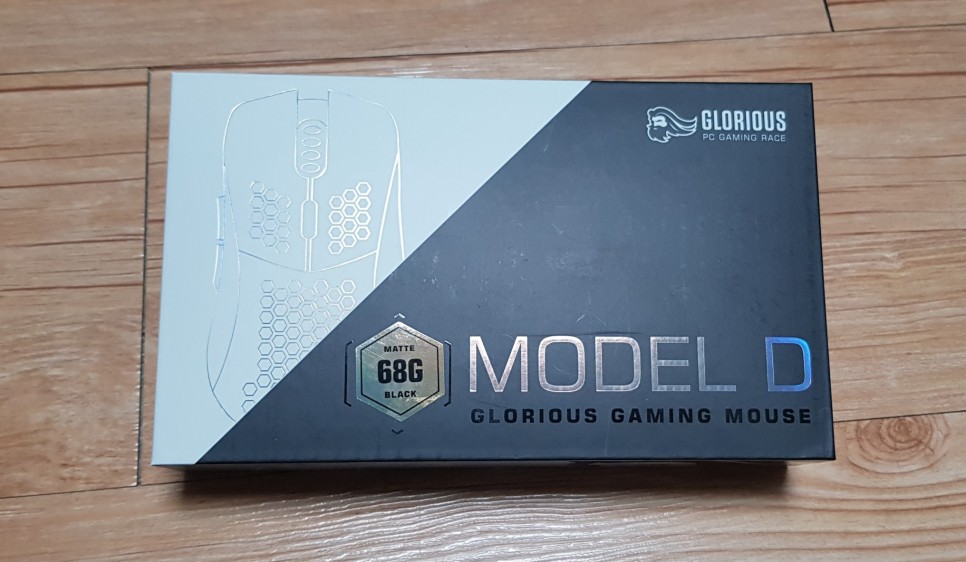 GLORIOUS
PC GAMING RACE
MATTE
68G
BLACK
MODEL D
GLORIOUS GAMING MOUSE